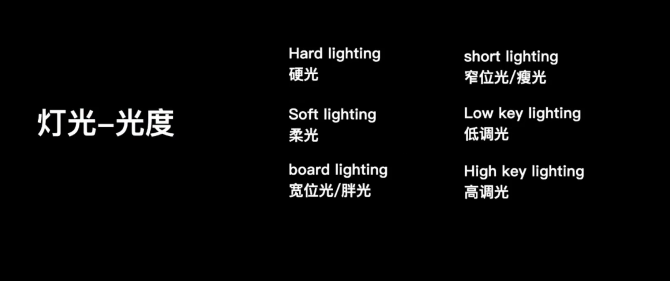 灯光–光度
Hard lighting
硬光
Soft lighting
柔光
board lighting
宽位光/胖光
short lighting
窄位光/瘦光
Low key lighting
低调光
High key lighting
高调光